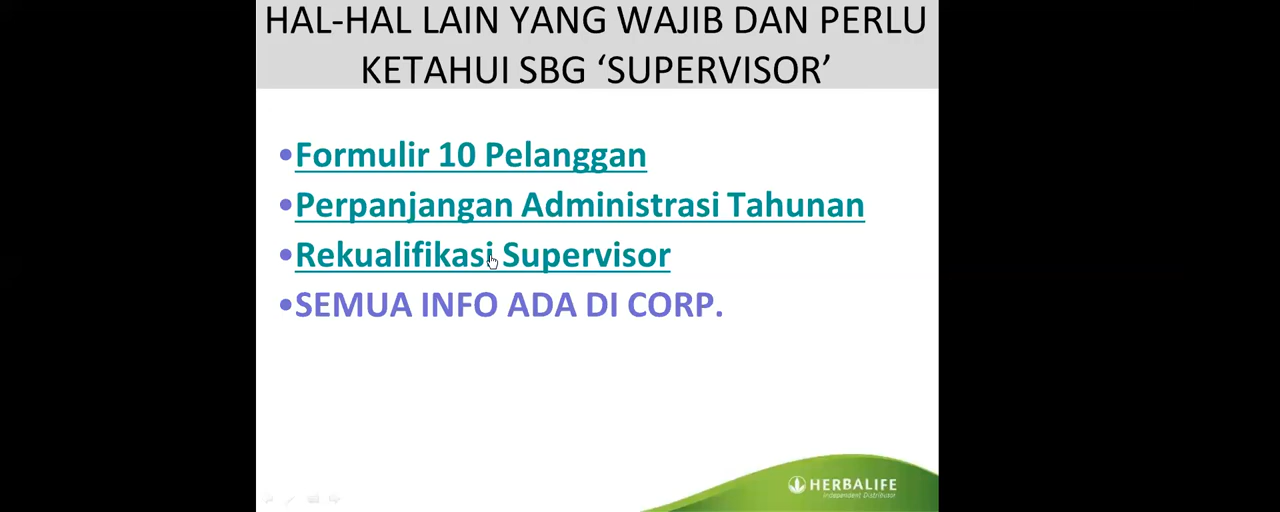 HAL-HAL LAIN YANG WAJIB DAN PERLU
KETAHUI SBG ‘SUPERVISOR’
•Formulir 10 Pelanggan
•Perpanjangan Administrasi Tahunan
•Rekualifikasi Supervisor
•SEMUA INFO ADA DI CORP.
HERBALIFE
Independent Distributor